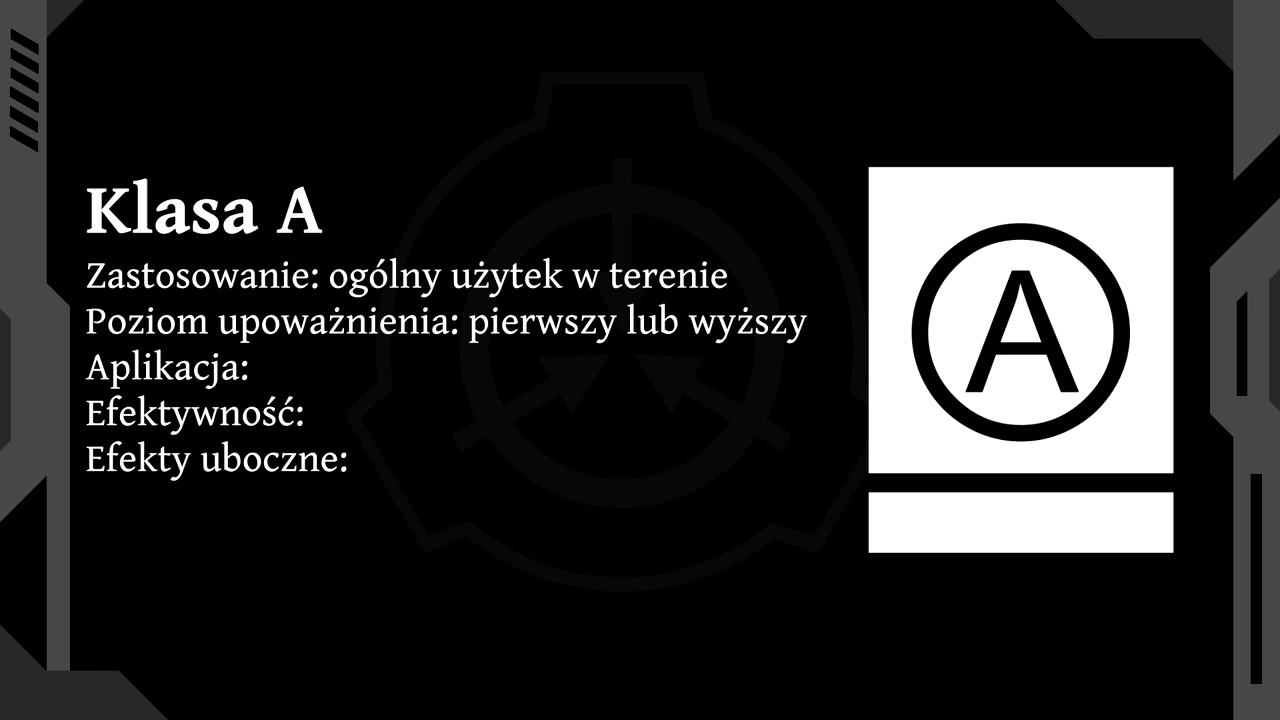 Klasa A
Zastosowanie: ogólny użytek w terenie
Poziom upoważnienia: pierwszy lub wyższy
Aplikacja:
Efektywność:
Efekty uboczne:
A